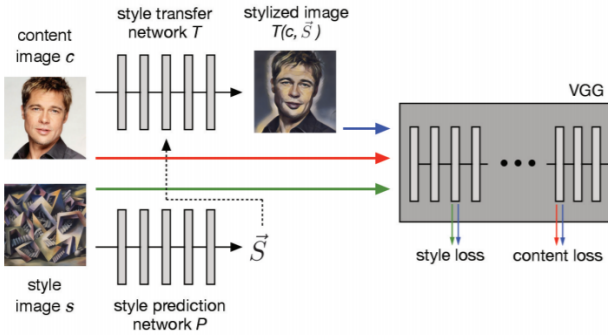 content
image c
style transfer
network T
stylized image
T(c, S⃗ )
VGG
style loss
content loss
S⃗
style
image s
style prediction
network P